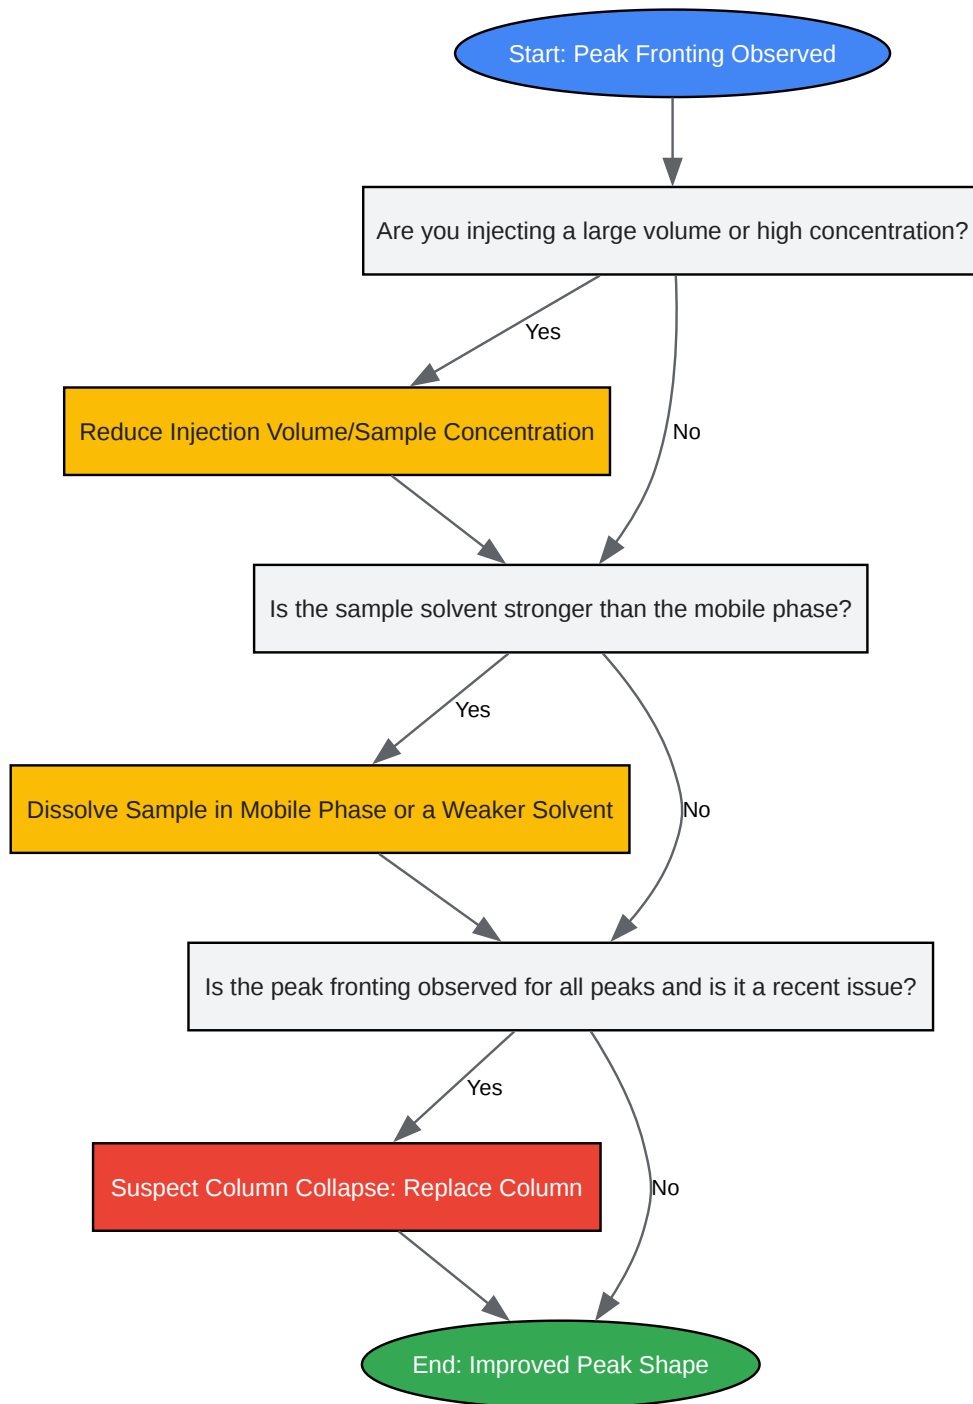 Start: Peak Fronting Observed
Are you injecting a large volume or high concentration?
Yes
Reduce Injection Volume/Sample Concentration
No
Is the sample solvent stronger than the mobile phase?
Yes
Dissolve Sample in Mobile Phase or a Weaker Solvent
No
Is the peak fronting observed for all peaks and is it a recent issue?
Yes
Suspect Column Collapse: Replace Column
No
End: Improved Peak Shape